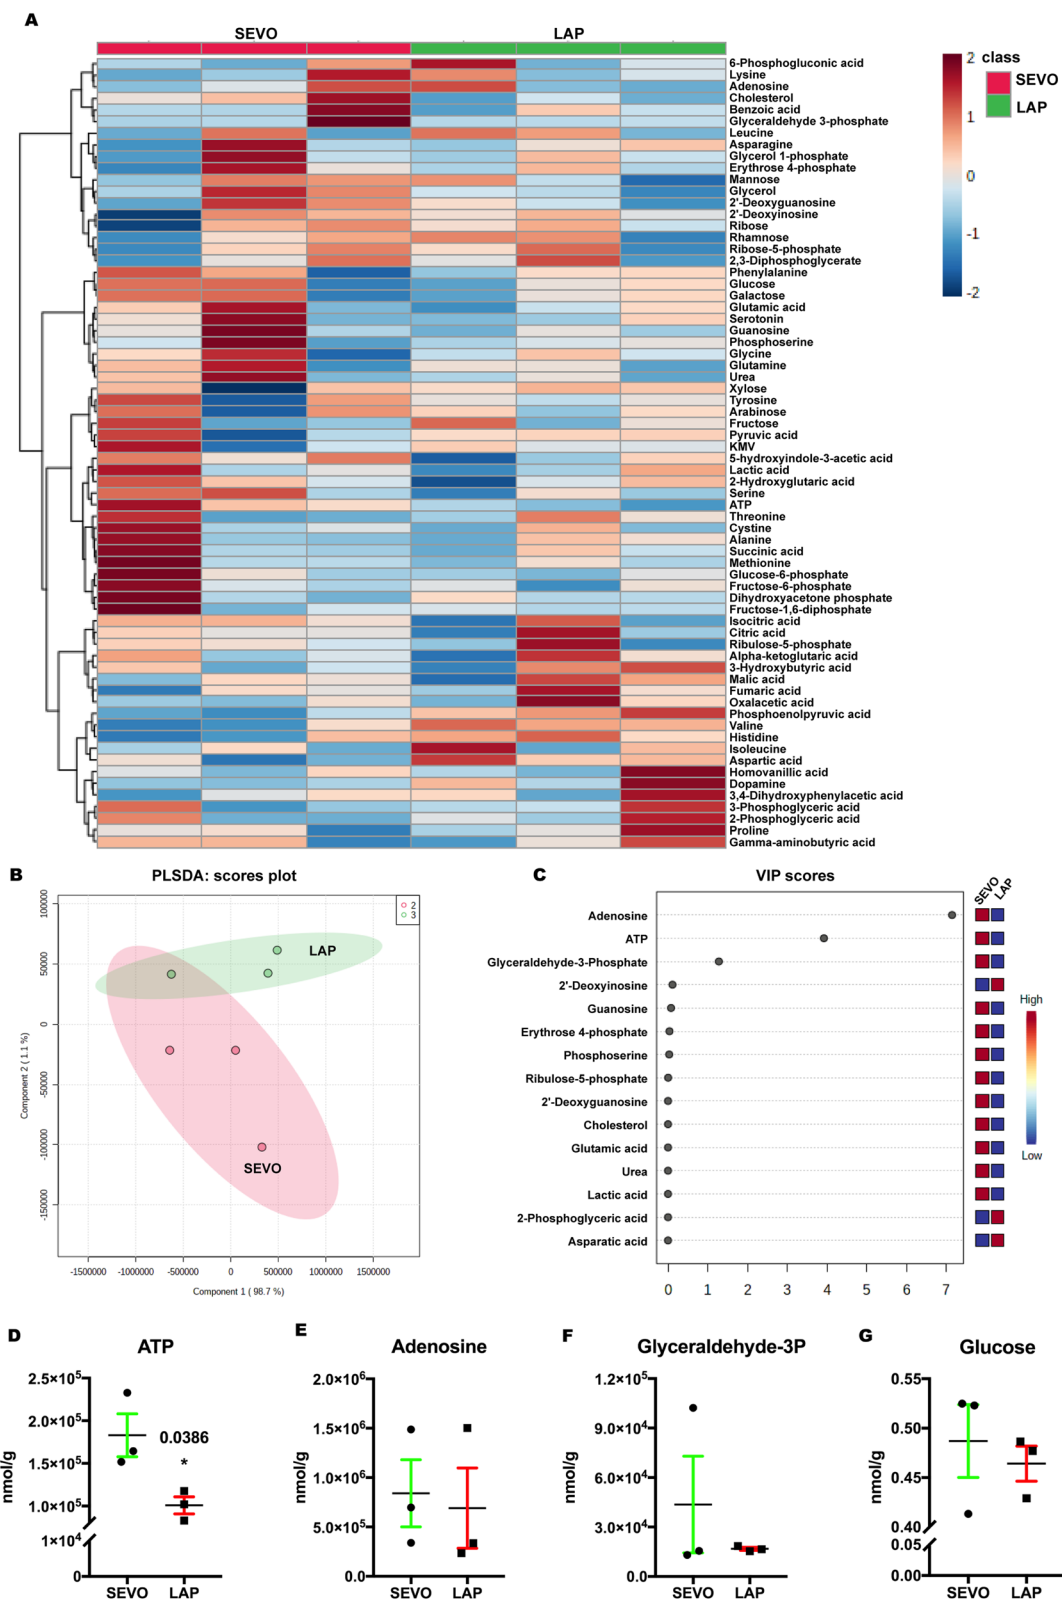 A
SEVO
LAP
6-Phosphogluconic acid
Lysine
Adenosine
Cholesterol
Benzoic acid
Glyceraldehyde 3-phosphate
Leucine
Asparagine
Glycerol 1-phosphate
Erythrose 4-phosphate
Mannose
Glycerol
2'-Deoxyguanosine
2'-Deoxyinosine
Ribose
Rhamnose
Ribose-5-phosphate
2,3-Diphosphoglycerate
Phenylalanine
Glucose
Galactose
Glutamic acid
Serotonin
Guanosine
Phosphoserine
Glycine
Glutamine
Urea
Xylose
Tyrosine
Arabinose
Fructose
Pyruvic acid
KMV
5-hydroxyindole-3-acetic acid
Lactic acid
2-Hydroxyglutaric acid
Serine
ATP
Threonine
Cystine
Alanine
Succinic acid
Methionine
Glucose-6-phosphate
Fructose-6-phosphate
Dihydroxyacetone phosphate
Fructose-1,6-diphosphate
Isocitric acid
Citric acid
Ribulose-5-phosphate
Alpha-ketoglutaric acid
3-Hydroxybutyric acid
Malic acid
Fumaric acid
Oxalacetic acid
Phosphoenolpyruvic acid
Valine
Histidine
Isoleucine
Aspartic acid
Homovanillic acid
Dopamine
3,4-Dihydroxyphenylacetic acid
3-Phosphoglyceric acid
2-Phosphoglyceric acid
Proline
Gamma-aminobutyric acid
2
1
0
-1
-2
class
SEVO
LAP
B
PLSDA: scores plot
2
3
LAP
SEVO
Component 2 ( 1.1 %)
100000
50000
0
-50000
-100000
-150000
-1500000 -1000000 -500000 0 500000 1000000 1500000
Component 1 ( 98.7 %)
C
VIP scores
SEVO
LAP
Adenosine
ATP
Glyceraldehyde-3-Phosphate
2'-Deoxyinosine
Guanosine
Erythrose 4-phosphate
Phosphoserine
Ribulose-5-phosphate
2'-Deoxyguanosine
Cholesterol
Glutamic acid
Urea
Lactic acid
2-Phosphoglyceric acid
Asparatic acid
0 1 2 3 4 5 6 7
High
Low
D
ATP
nmol/g
2.5×10⁵
2.0×10⁵
1.5×10⁵
1.0×10⁵
1×10⁴
0
0.0386
*
SEVO LAP
E
Adenosine
nmol/g
2.0×10⁶
1.5×10⁶
1.0×10⁶
5.0×10⁵
0.0
SEVO LAP
F
Glyceraldehyde-3P
nmol/g
1.2×10⁵
9.0×10⁴
6.0×10⁴
3.0×10⁴
0.0
SEVO LAP
G
Glucose
nmol/g
0.55
0.50
0.45
0.40
0.05
0.00
SEVO LAP